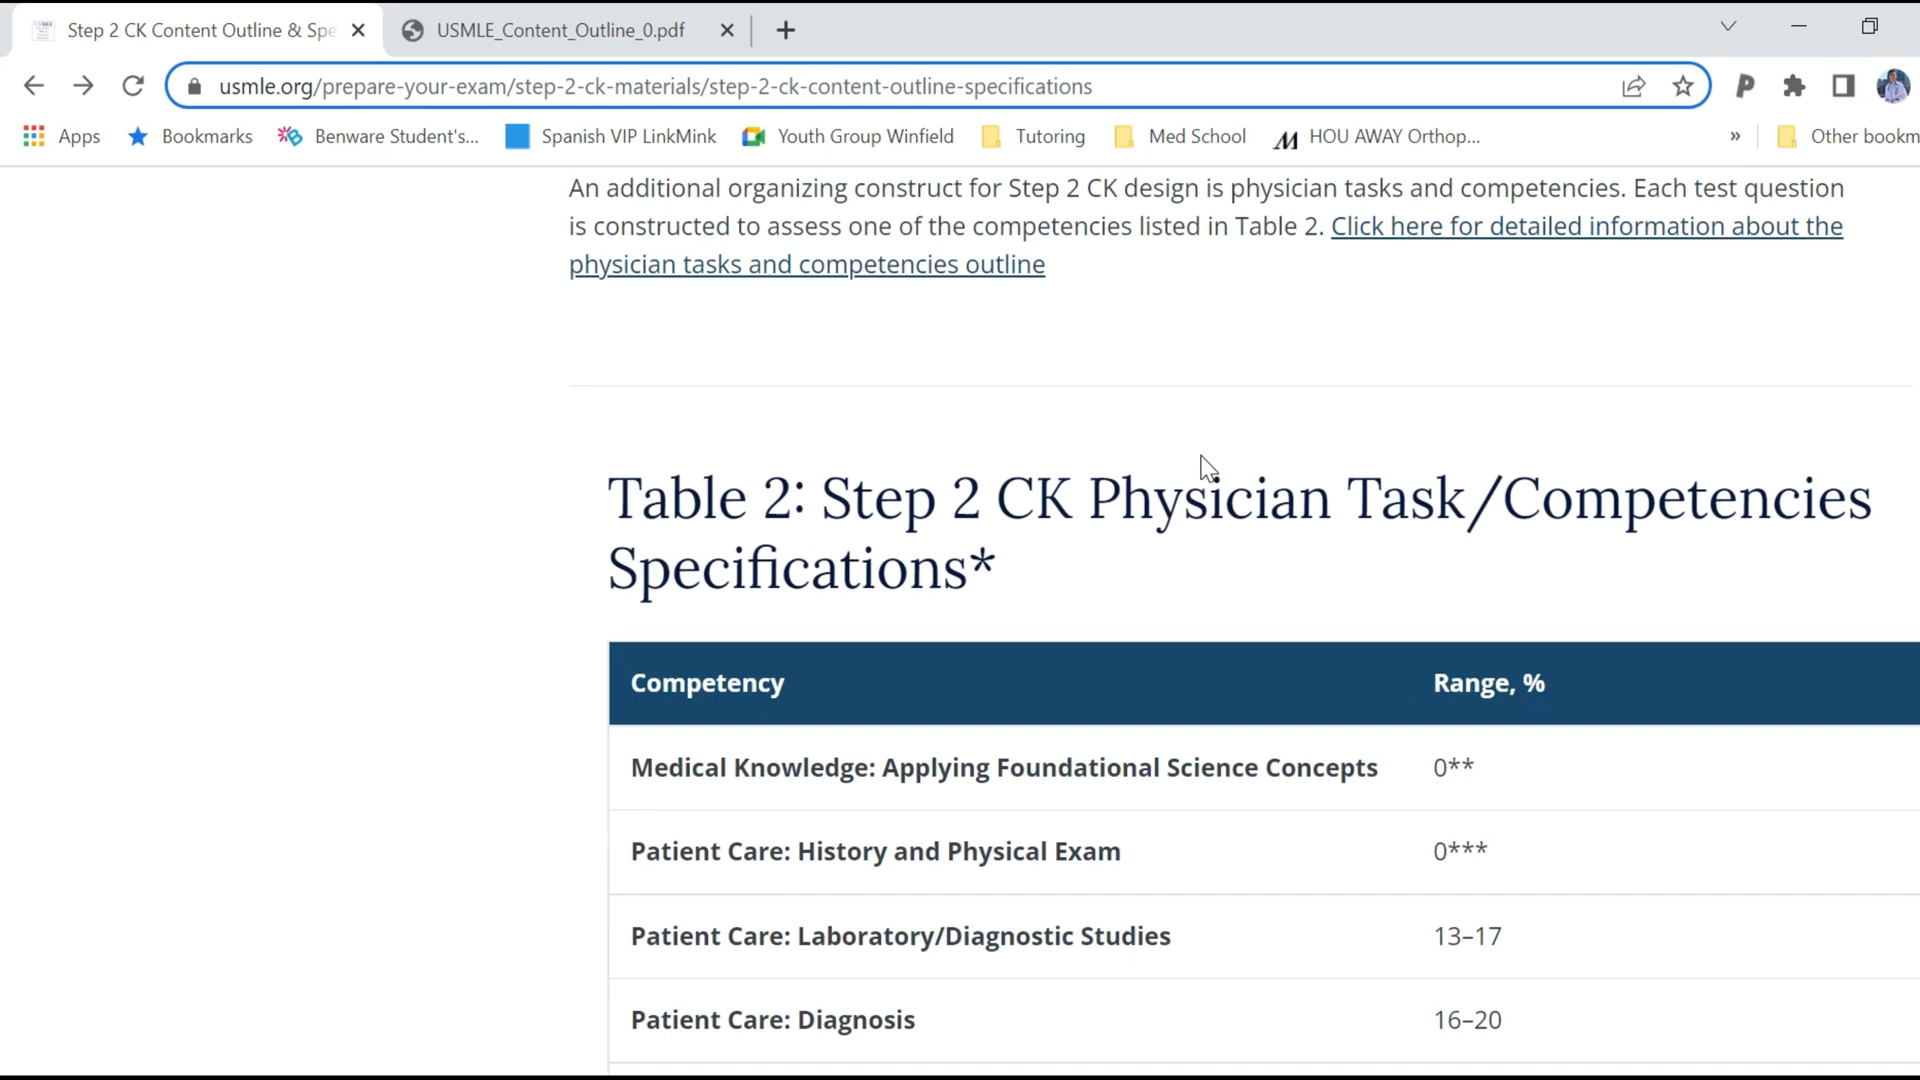 Step 2 CK Content Outline & Spe
USMLE_Content_Outline_0.pdf
usmle.org/prepare-your-exam/step-2-ck-materials/step-2-ck-content-outline-specifications
Apps Bookmarks Benware Student's... Spanish VIP LinkMink Youth Group Winfield Tutoring Med School HOU AWAY Orthop... » Other bookm
An additional organizing construct for Step 2 CK design is physician tasks and competencies. Each test question
is constructed to assess one of the competencies listed in Table 2. Click here for detailed information about the
physician tasks and competencies outline
Table 2: Step 2 CK Physician Task/Competencies
Specifications*
Competency Range, %
Medical Knowledge: Applying Foundational Science Concepts 0**
Patient Care: History and Physical Exam 0***
Patient Care: Laboratory/Diagnostic Studies 13–17
Patient Care: Diagnosis 16–20